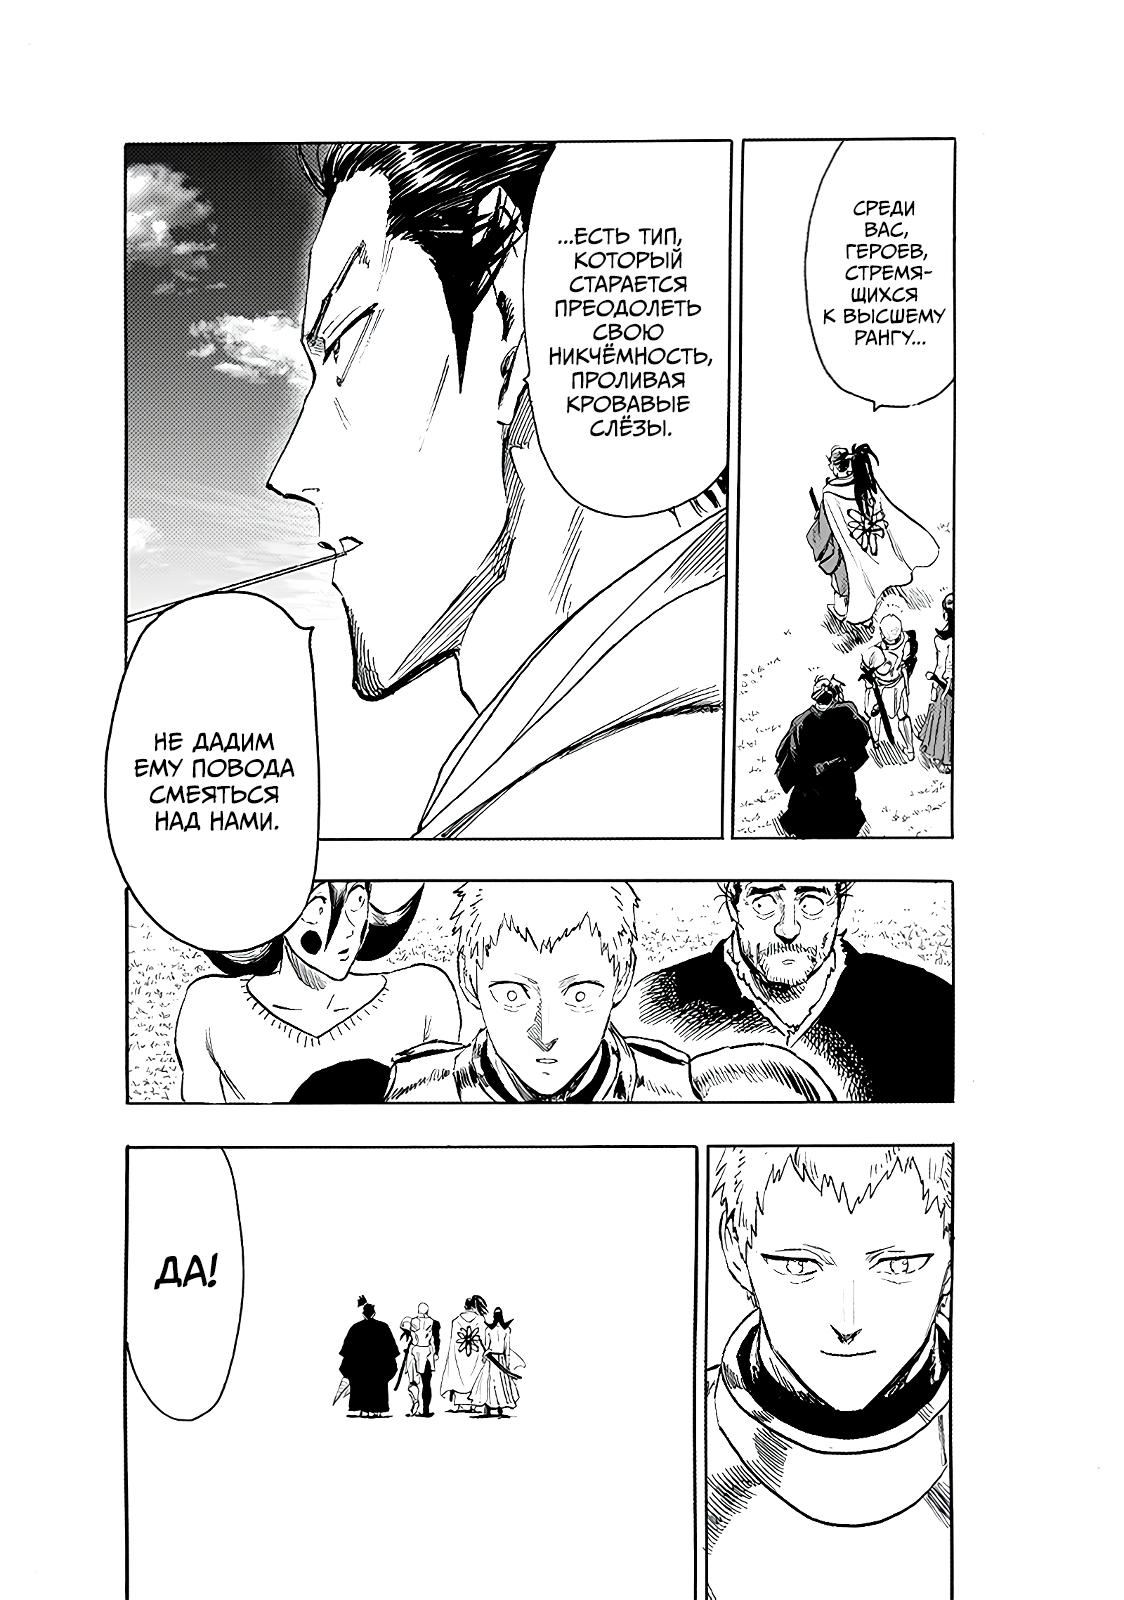 СРЕДИ
ВАС,
ГЕРОЕВ,
СТРЕМЯ-
ЩИХСЯ
К ВЫСШЕМУ
РАНГУ...
...ЕСТЬ ТИП,
КОТОРЫЙ
СТАРАЕТСЯ
ПРЕОДОЛЕТЬ
СВОЮ
НИКЧЁМНОСТЬ,
ПРОЛИВАЯ
КРОВАВЫЕ
СЛЁЗЫ.
НЕ ДАДИМ
ЕМУ ПОВОДА
СМЕЯТЬСЯ
НАД НАМИ.
ДА!